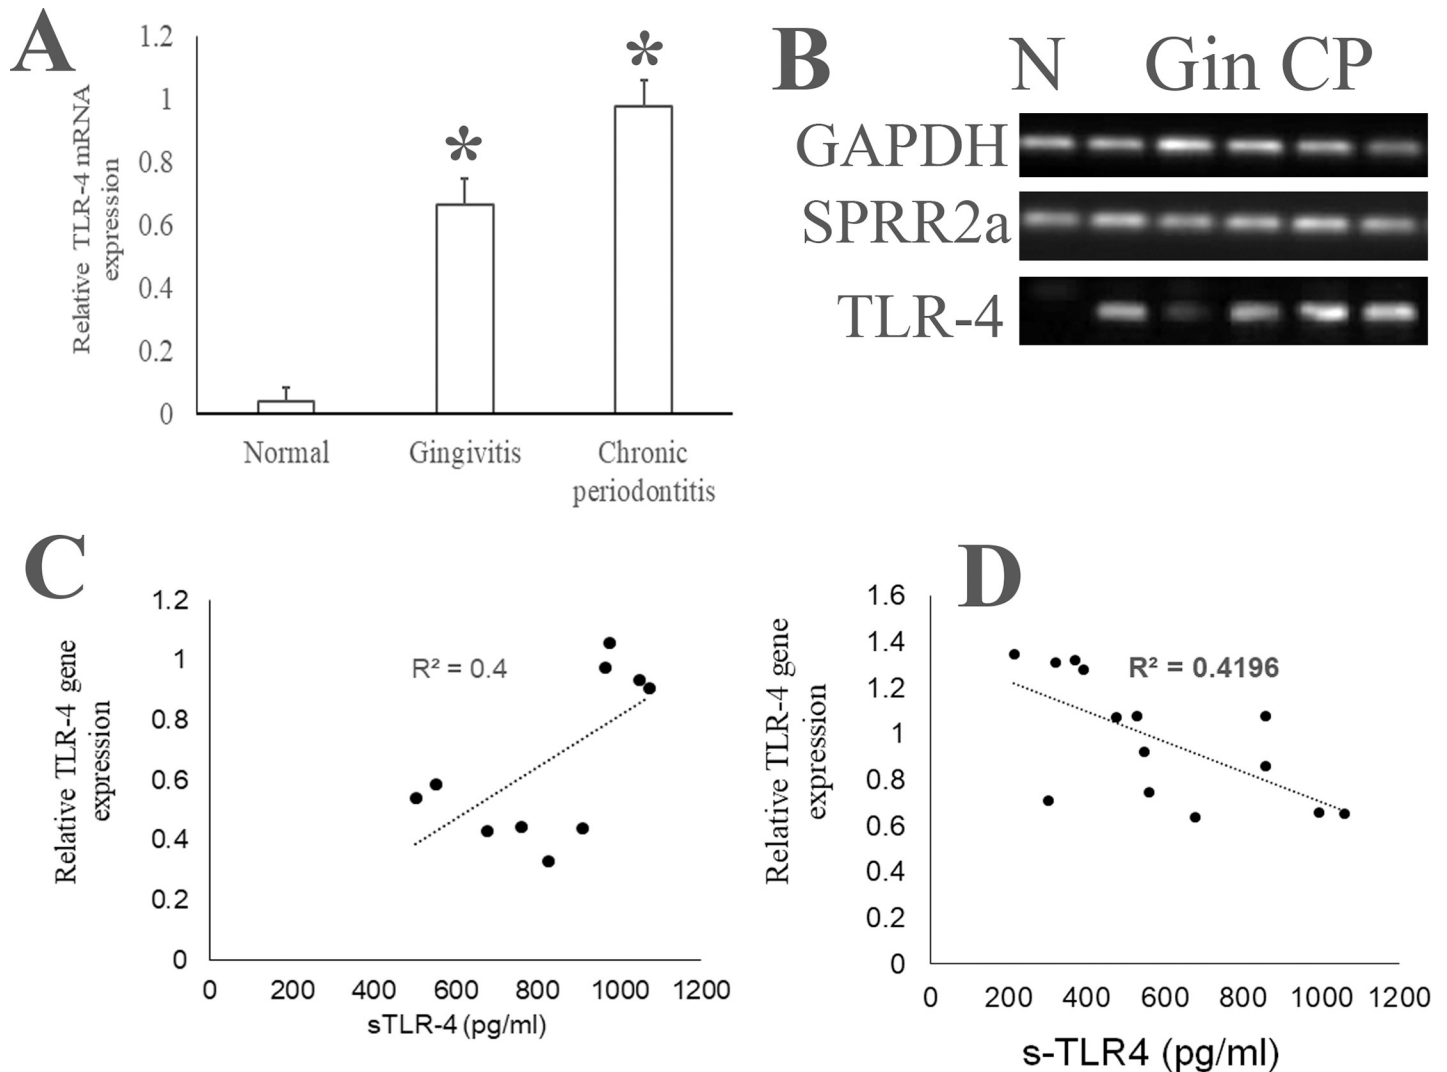 A
Relative TLR-4 mRNA
expression
1.2
1
0.8
0.6
0.4
0.2
0
*
*
Normal
Gingivitis
Chronic
periodontitis
B
N Gin CP
GAPDH
SPRR2a
TLR-4
C
Relative TLR-4 gene
expression
1.2
1
0.8
0.6
0.4
0.2
0
R² = 0.4
0 200 400 600 800 1000 1200
sTLR-4 (pg/ml)
D
Relative TLR-4 gene
expression
1.6
1.4
1.2
1
0.8
0.6
0.4
0.2
0
R² = 0.4196
0 200 400 600 800 1000 1200
s-TLR4 (pg/ml)